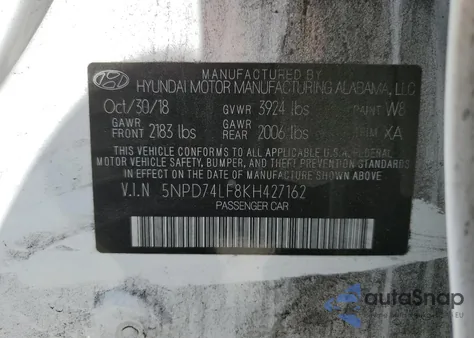 MANUFACTURED BY
HYUNDAI MOTOR MANUFACTURING ALABAMA, LLC
Oct/30/18 GVWR 3924 lbs PAINT W8
GAWR FRONT 2183 lbs GAWR REAR 2006 lbs TRIM XA
THIS VEHICLE CONFORMS TO ALL APPLICABLE U.S. FEDERAL
MOTOR VEHICLE SAFETY, BUMPER, AND THEFT PREVENTION STANDARDS
IN EFFECT ON THE DATE OF MANUFACTURE SHOWN ABOVE.
V.I.N 5NPD74LF8KH427162
PASSENGER CAR
autoSnap